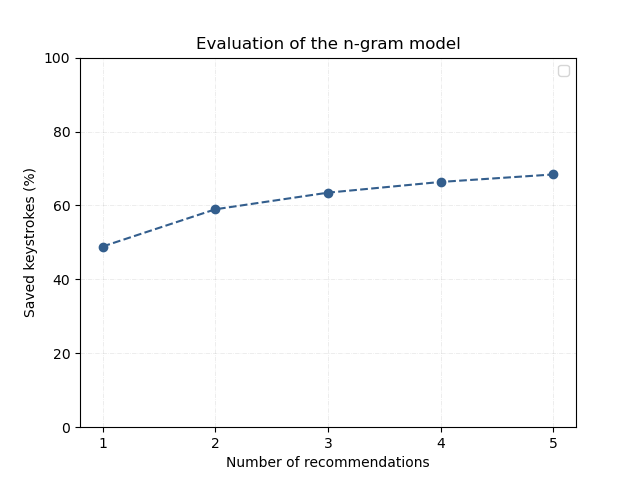 Evaluation of the n-gram model
100
80
60
40
20
0
Saved keystrokes (%)
1 2 3 4 5
Number of recommendations